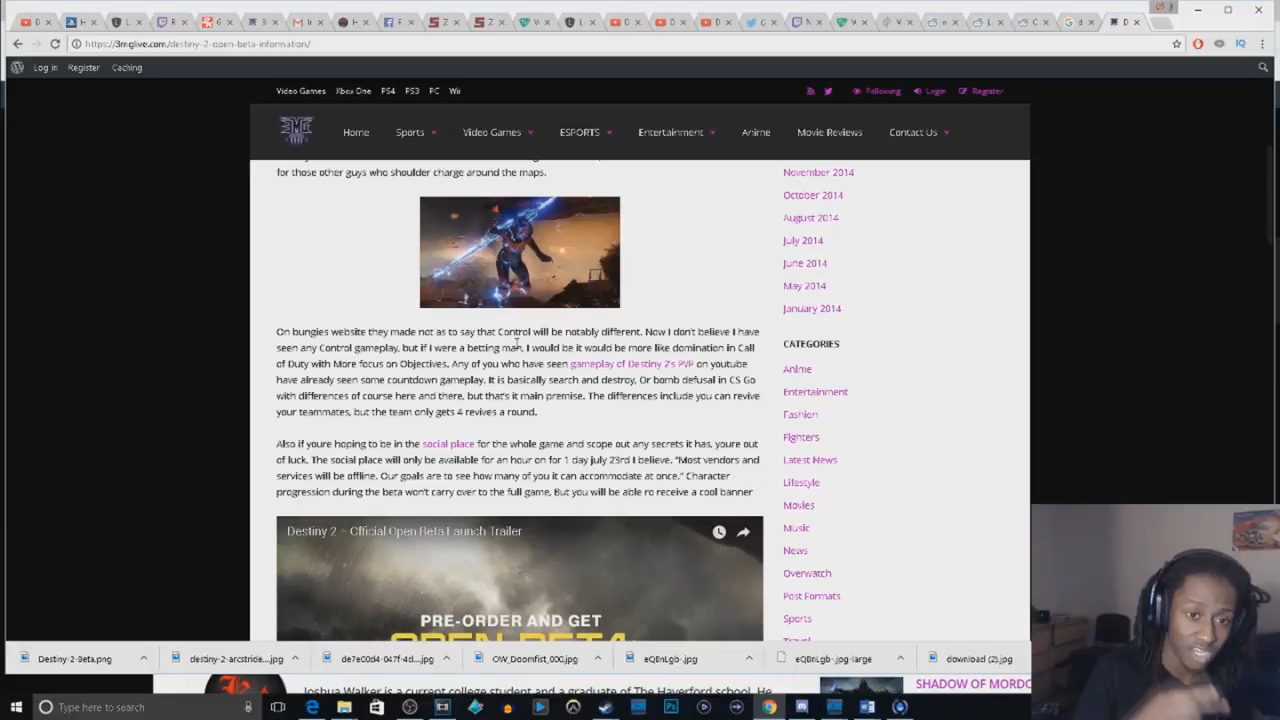 https://3mglive.com/destiny-2-open-beta-information/
Log in Register Caching
Video Games Xbox One PS4 PS3 PC Wii
Following Login Register
3MG
Home Sports Video Games ESPORTS Entertainment Anime Movie Reviews Contact Us
for those other guys who shoulder charge around the maps.
On bungies website they made not as to say that Control will be notably different. Now I don't believe I have
seen any Control gameplay, but if I were a betting man, I would be it would be more like domination in Call
of Duty with More focus on Objectives. Any of you who have seen gameplay of Destiny 2's PVP on youtube
have already seen some countdown gameplay. It is basically search and destroy. Or bomb defusal in CS Go
with differences of course here and there, but that's it main premise. The differences include you can revive
your teammates, but the team only gets 4 revives a round.
Also if youre hoping to be in the social place for the whole game and scope out any secrets it has, youre out
of luck. The social place will only be available for an hour on for 1 day july 23rd I believe. "Most vendors and
services will be offline. Our goals are to see how many of you it can accommodate at once." Character
progression during the beta won't carry over to the full game, But you will be able ro receive a cool banner
Destiny 2 – Official Open Beta Launch Trailer
PRE-ORDER AND GET
OPEN BETA
November 2014
October 2014
August 2014
July 2014
June 2014
May 2014
January 2014
CATEGORIES
Anime
Entertainment
Fashion
Fighters
Latest News
Lifestyle
Movies
Music
News
Overwatch
Post Formats
Sports
Travel
Destiny-2-Beta.png
destiny-2-arcstride....jpg
de7e00d4-047f-4d....jpg
OW_Doomfist_000.jpg
eQBnLgb-.jpg
eQBnLgb-.jpg-large
download (2).jpg
Joshua Walker is a current college student and a graduate of The Haverford school. He
SHADOW OF MORDO
Type here to search